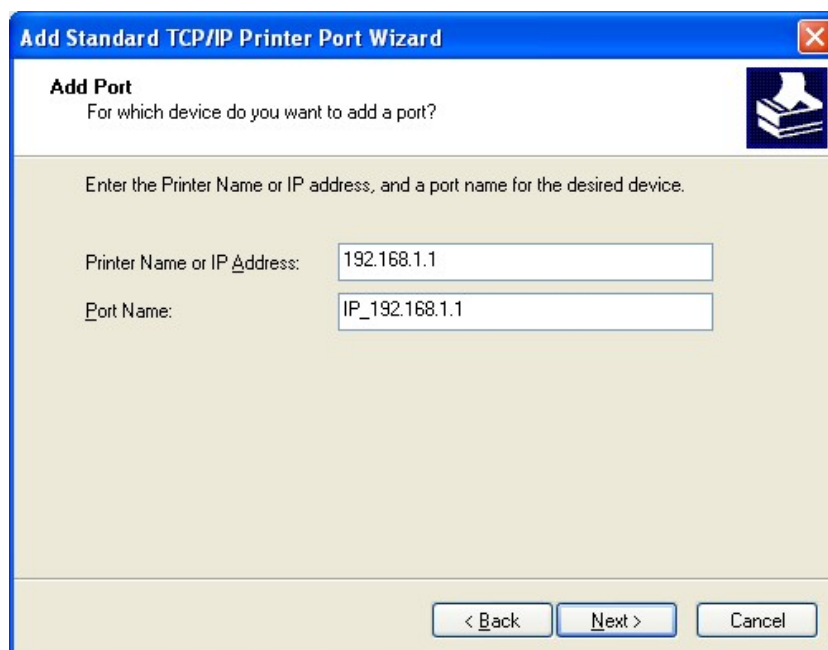 Add Standard TCP/IP Printer Port Wizard
Add Port
For which device do you want to add a port?
Enter the Printer Name or IP address, and a port name for the desired device.
Printer Name or IP Address: 192.168.1.1
Port Name: IP_192.168.1.1
< Back Next > Cancel